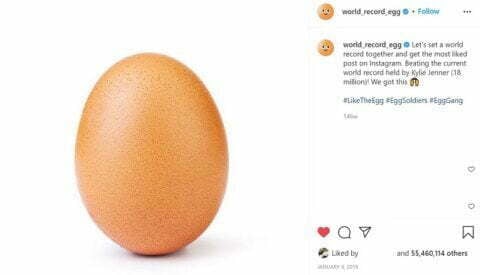 world_record_egg • Follow
world_record_egg Let's set a world
record together and get the most liked
post on Instagram. Beating the current
world record held by Kylie Jenner (18
million)! We got this
#LikeTheEgg #EggSoldiers #EggGang
Liked by and 55,460,114 others
JANUARY 4, 2019